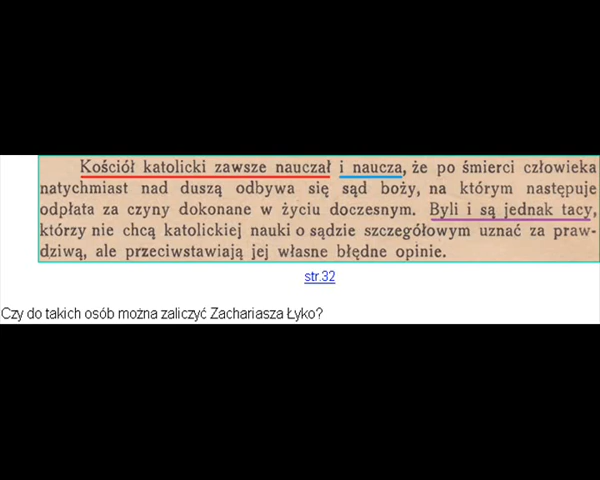 Kościół katolicki zawsze nauczał i naucza, że po śmierci człowieka
natychmiast nad duszą odbywa się sąd boży, na którym następuje
odpłata za czyny dokonane w życiu doczesnym. Byli i są jednak tacy,
którzy nie chcą katolickiej nauki o sądzie szczegółowym uznać za praw-
dziwą, ale przeciwstawiają jej własne błędne opinie.
str.32
Czy do takich osób można zaliczyć Zachariasza Łyko?